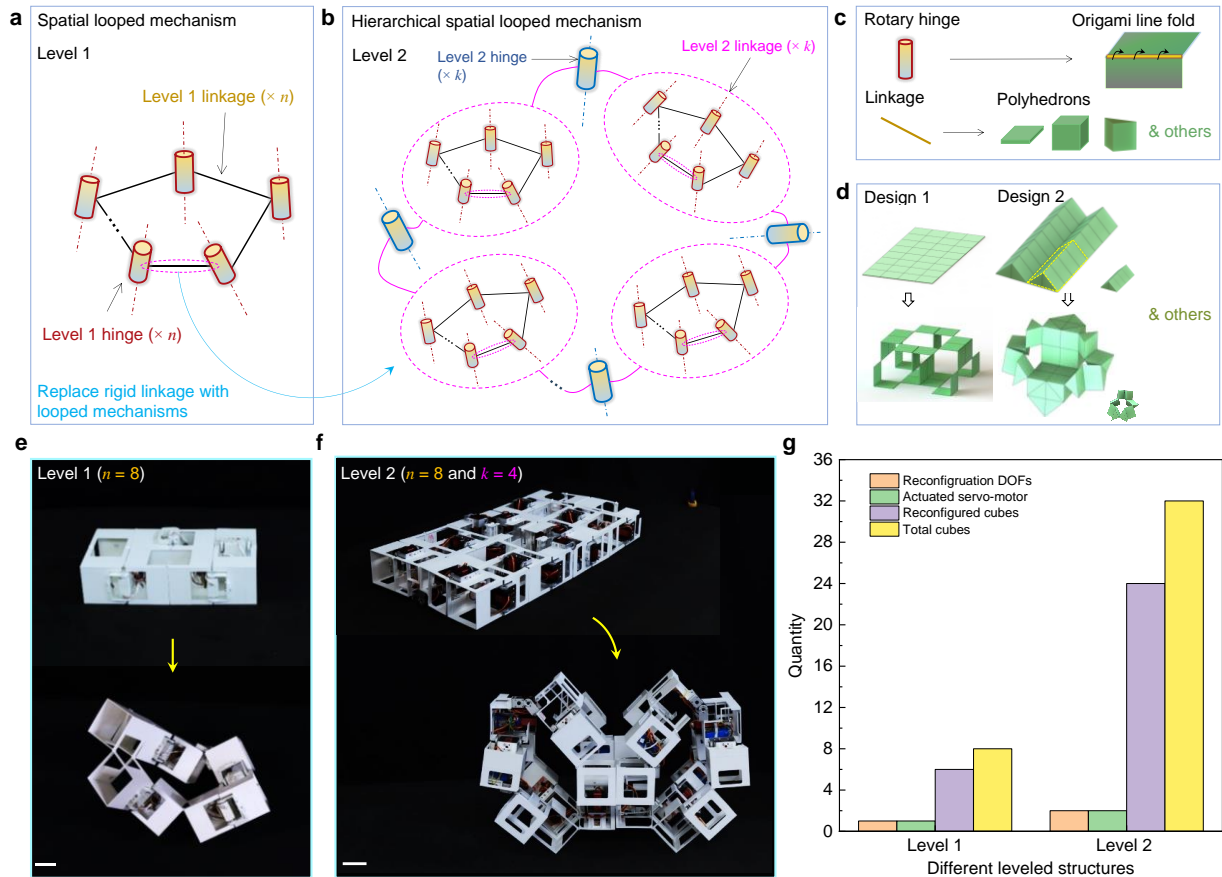 a
Spatial looped mechanism
Level 1
Level 1 linkage (× n)
Level 1 hinge (× n)
Replace rigid linkage with
looped mechanisms
b
Hierarchical spatial looped mechanism
Level 2
Level 2 hinge
(× k)
Level 2 linkage (× k)
c
Rotary hinge
Origami line fold
Linkage
Polyhedrons
& others
d
Design 1
Design 2
& others
e
Level 1 (n = 8)
f
Level 2 (n = 8 and k = 4)
g
36
32
28
24
20
16
12
8
4
0
Quantity
Reconfigruation DOFs
Actuated servo-motor
Reconfigured cubes
Total cubes
Level 1
Level 2
Different leveled structures